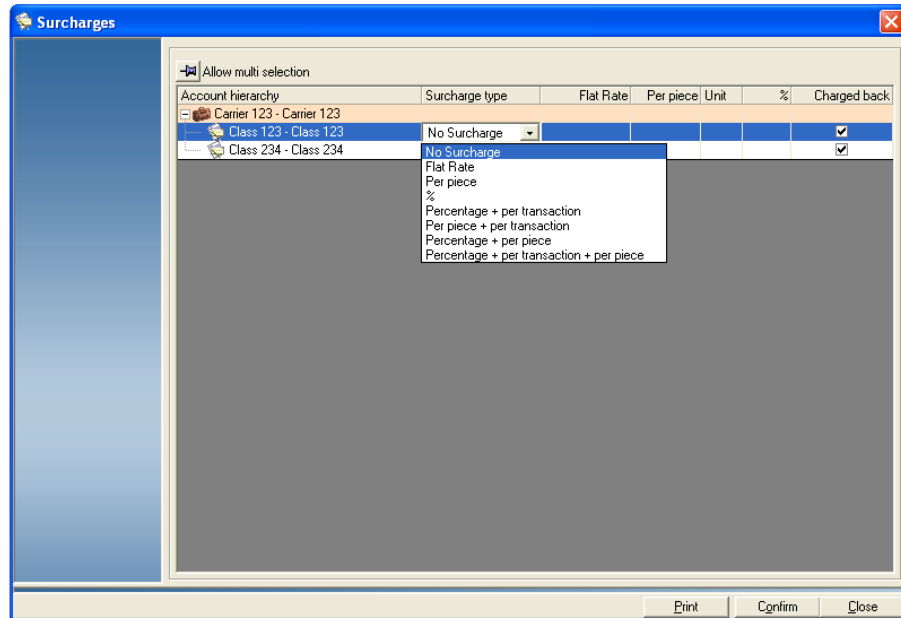 Surcharges
Allow multi selection
Account hierarchy Surcharge type Flat Rate Per piece Unit % Charged back
Carrier 123 - Carrier 123
Class 123 - Class 123 No Surcharge
Class 234 - Class 234
No Surcharge
Flat Rate
Per piece
%
Percentage + per transaction
Per piece + per transaction
Percentage + per piece
Percentage + per transaction + per piece
Print Confirm Close